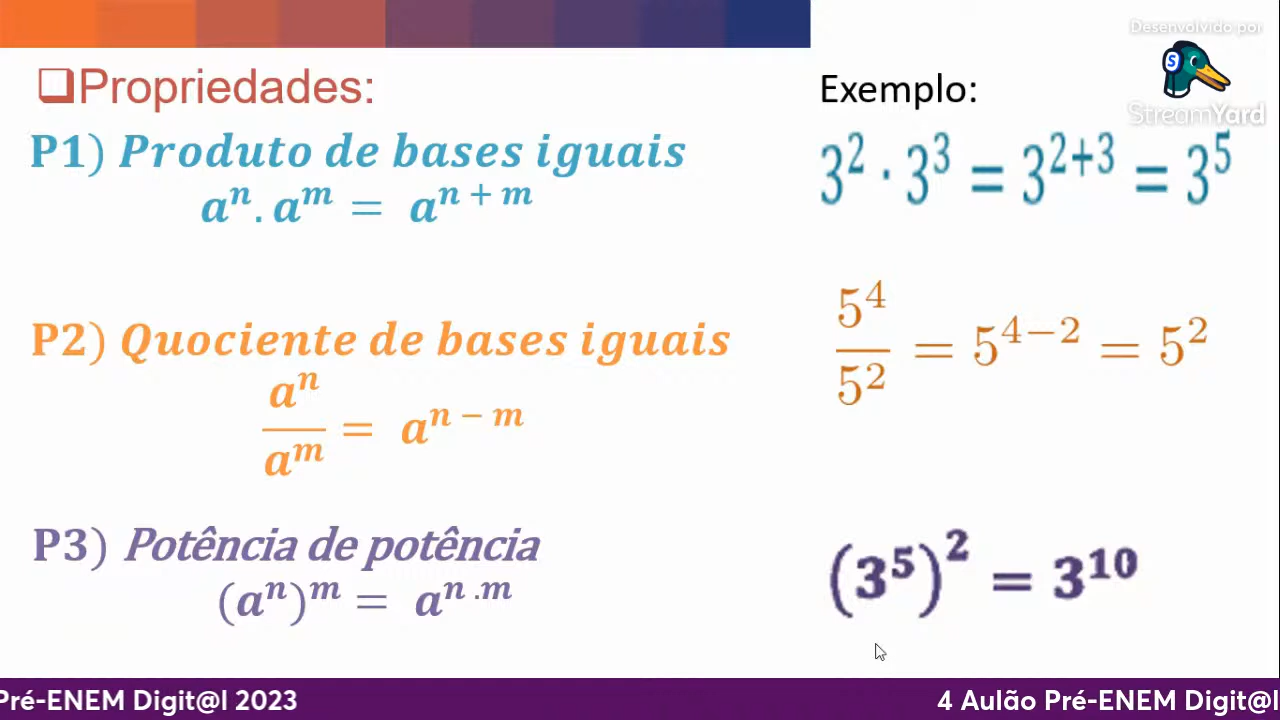 Desenvolvido por
StreamYard
❑Propriedades:
Exemplo:
P1) Produto de bases iguais
aⁿ . aᵐ = aⁿ ⁺ ᵐ
3² · 3³ = 3²⁺³ = 3⁵
P2) Quociente de bases iguais
aⁿ/aᵐ = aⁿ ⁻ ᵐ
5⁴/5² = 5⁴⁻² = 5²
P3) Potência de potência
(aⁿ)ᵐ = aⁿ ·ᵐ
(3⁵)² = 3¹⁰
Pré-ENEM Digit@l 2023
4 Aulão Pré-ENEM Digit@l